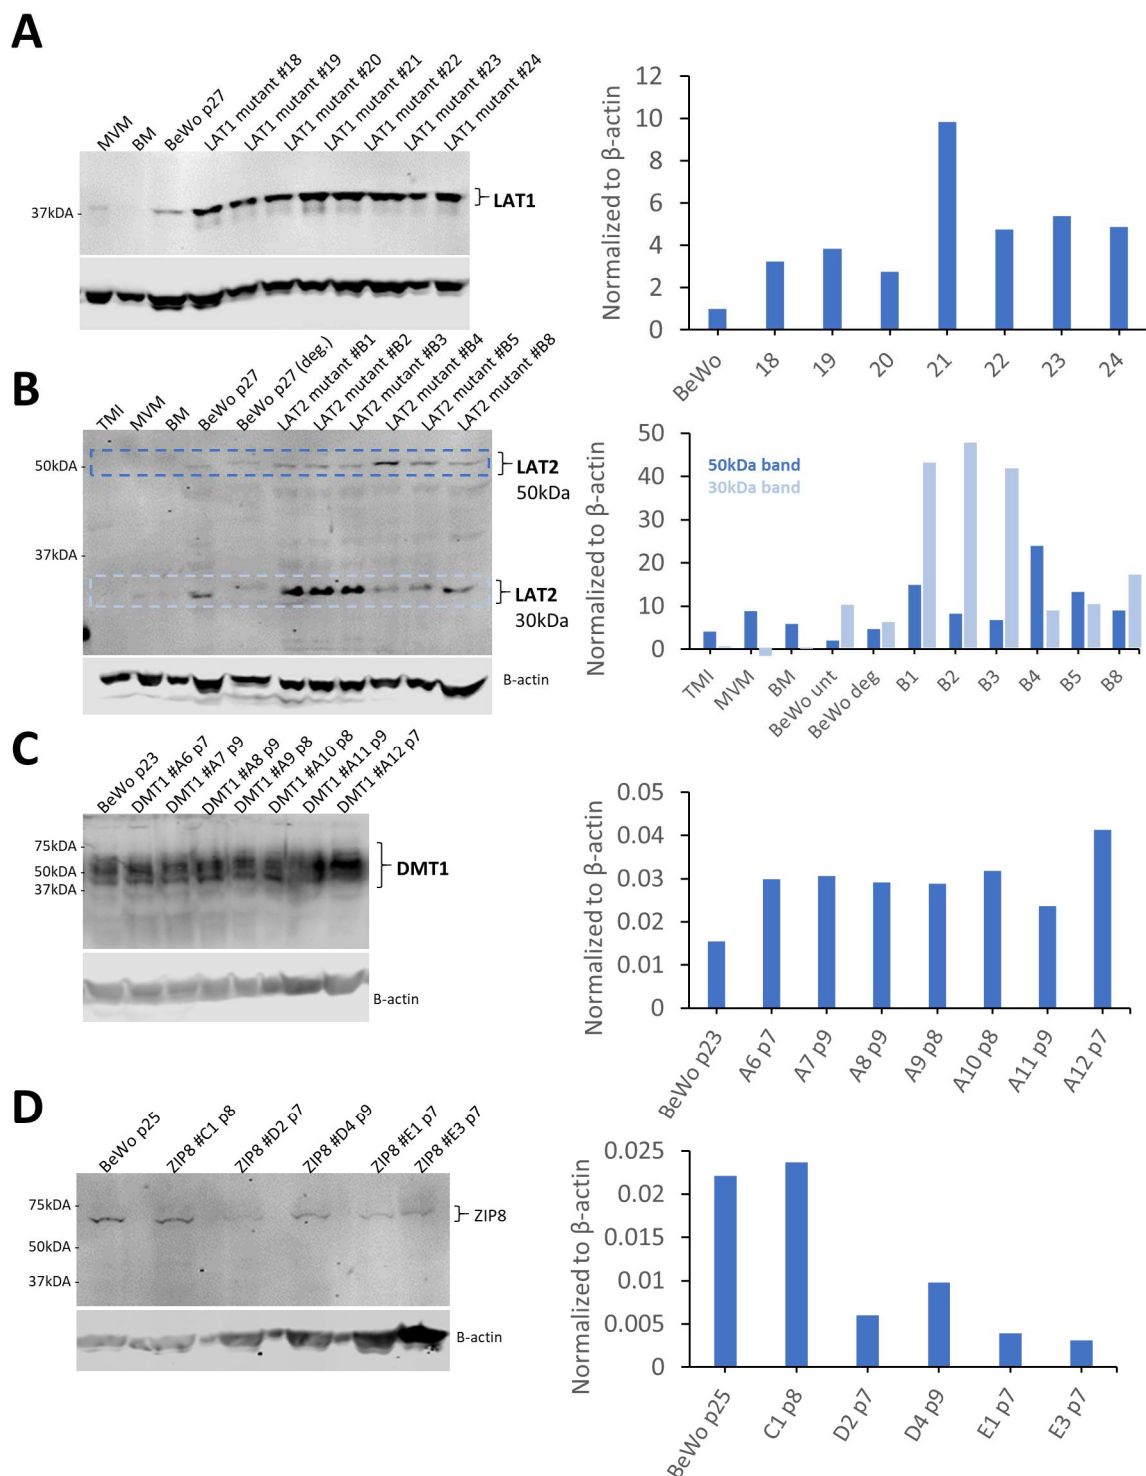 A
MVM
BM
BeWo p27
LAT1 mutant #18
LAT1 mutant #19
LAT1 mutant #20
LAT1 mutant #21
LAT1 mutant #22
LAT1 mutant #23
LAT1 mutant #24
37kDA
LAT1
Normalized to β-actin
12
10
8
6
4
2
0
BeWo
18
19
20
21
22
23
24
B
TMI
MVM
BM
BeWo p27
BeWo p27 (deg.)
LAT2 mutant #B1
LAT2 mutant #B2
LAT2 mutant #B3
LAT2 mutant #B4
LAT2 mutant #B5
LAT2 mutant #B8
50kDA
37kDA
LAT2
50kDa
LAT2
30kDa
B-actin
Normalized to β-actin
50
40
30
20
10
0
50kDa band
30kDa band
TMI
MVM
BM
BeWo unt
BeWo deg
B1
B2
B3
B4
B5
B8
C
BeWo p23
DMT1 #A6 p7
DMT1 #A7 p9
DMT1 #A8 p9
DMT1 #A9 p8
DMT1 #A10 p8
DMT1 #A11 p9
DMT1 #A12 p7
75kDA
50kDA
37kDA
DMT1
B-actin
Normalized to β-actin
0.05
0.04
0.03
0.02
0.01
0
BeWo p23
A6 p7
A7 p9
A8 p9
A9 p8
A10 p8
A11 p9
A12 p7
D
BeWo p25
ZIP8 #C1 p8
ZIP8 #D2 p7
ZIP8 #D4 p9
ZIP8 #E1 p7
ZIP8 #E3 p7
75kDA
50kDA
37kDA
ZIP8
B-actin
Normalized to β-actin
0.025
0.02
0.015
0.01
0.005
0
BeWo p25
C1 p8
D2 p7
D4 p9
E1 p7
E3 p7